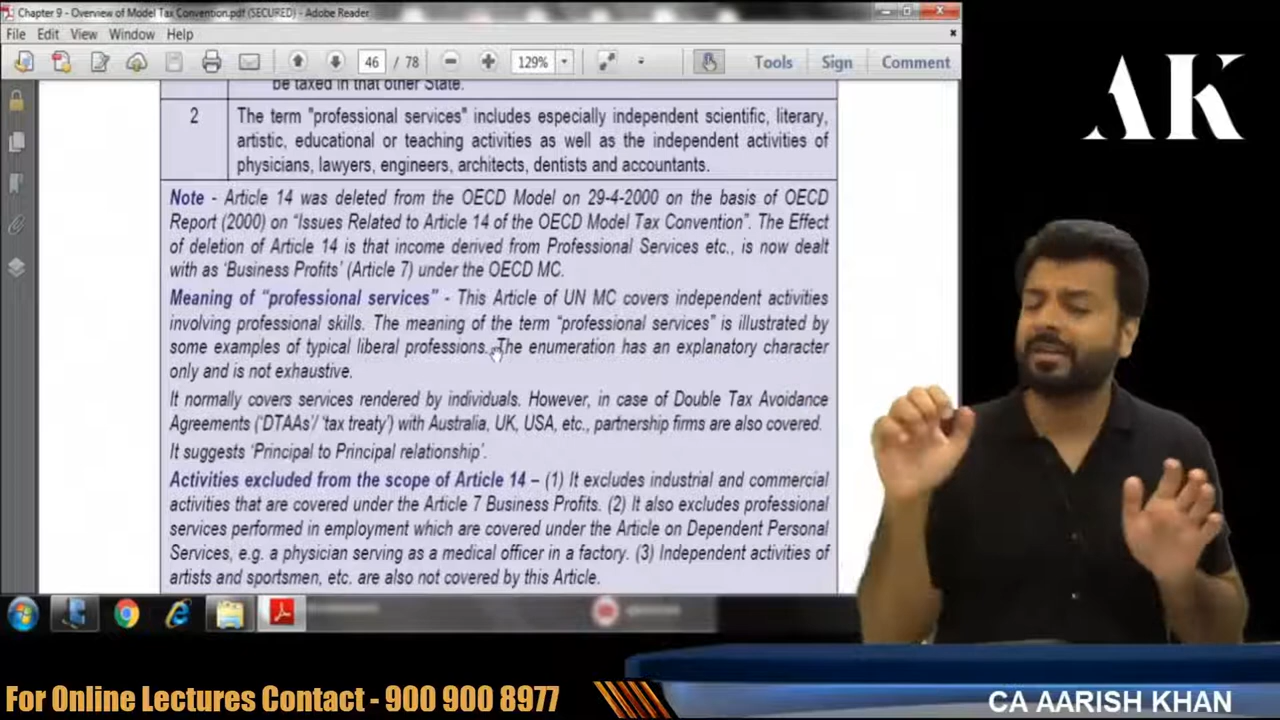 Chapter 9 - Overview of Model Tax Convention.pdf (SECURED) - Adobe Reader
File Edit View Window Help
46 / 78 129% Tools Sign Comment
be taxed in that other State.
2 The term "professional services" includes especially independent scientific, literary,
artistic, educational or teaching activities as well as the independent activities of
physicians, lawyers, engineers, architects, dentists and accountants.
Note - Article 14 was deleted from the OECD Model on 29-4-2000 on the basis of OECD
Report (2000) on “Issues Related to Article 14 of the OECD Model Tax Convention”. The Effect
of deletion of Article 14 is that income derived from Professional Services etc., is now dealt
with as ‘Business Profits’ (Article 7) under the OECD MC.
Meaning of “professional services” - This Article of UN MC covers independent activities
involving professional skills. The meaning of the term “professional services” is illustrated by
some examples of typical liberal professions. The enumeration has an explanatory character
only and is not exhaustive.
It normally covers services rendered by individuals. However, in case of Double Tax Avoidance
Agreements (‘DTAAs’/ ‘tax treaty’) with Australia, UK, USA, etc., partnership firms are also covered.
It suggests ‘Principal to Principal relationship’.
Activities excluded from the scope of Article 14 – (1) It excludes industrial and commercial
activities that are covered under the Article 7 Business Profits. (2) It also excludes professional
services performed in employment which are covered under the Article on Dependent Personal
Services, e.g. a physician serving as a medical officer in a factory. (3) Independent activities of
artists and sportsmen, etc. are also not covered by this Article.
AK
For Online Lectures Contact - 900 900 8977
CA AARISH KHAN